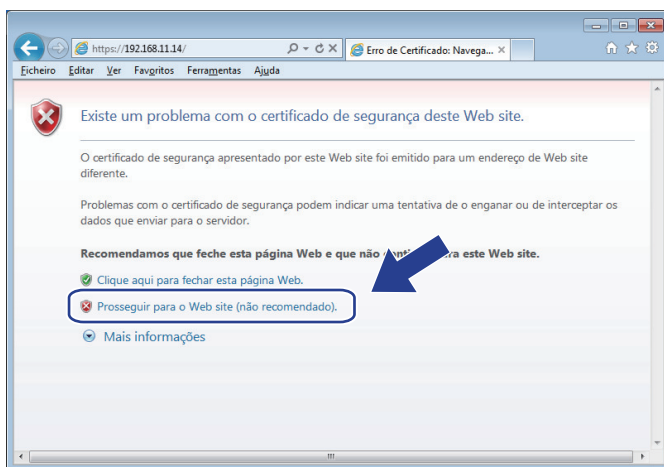 https://192.168.11.14/
Erro de Certificado: Navega...
Ficheiro Editar Ver Favoritos Ferramentas Ajuda
Existe um problema com o certificado de segurança deste Web site.
O certificado de segurança apresentado por este Web site foi emitido para um endereço de Web site
diferente.
Problemas com o certificado de segurança podem indicar uma tentativa de o enganar ou de interceptar os
dados que enviar para o servidor.
Recomendamos que feche esta página Web e que não este Web site.
Clique aqui para fechar esta página Web.
Prosseguir para o Web site (não recomendado).
Mais informações